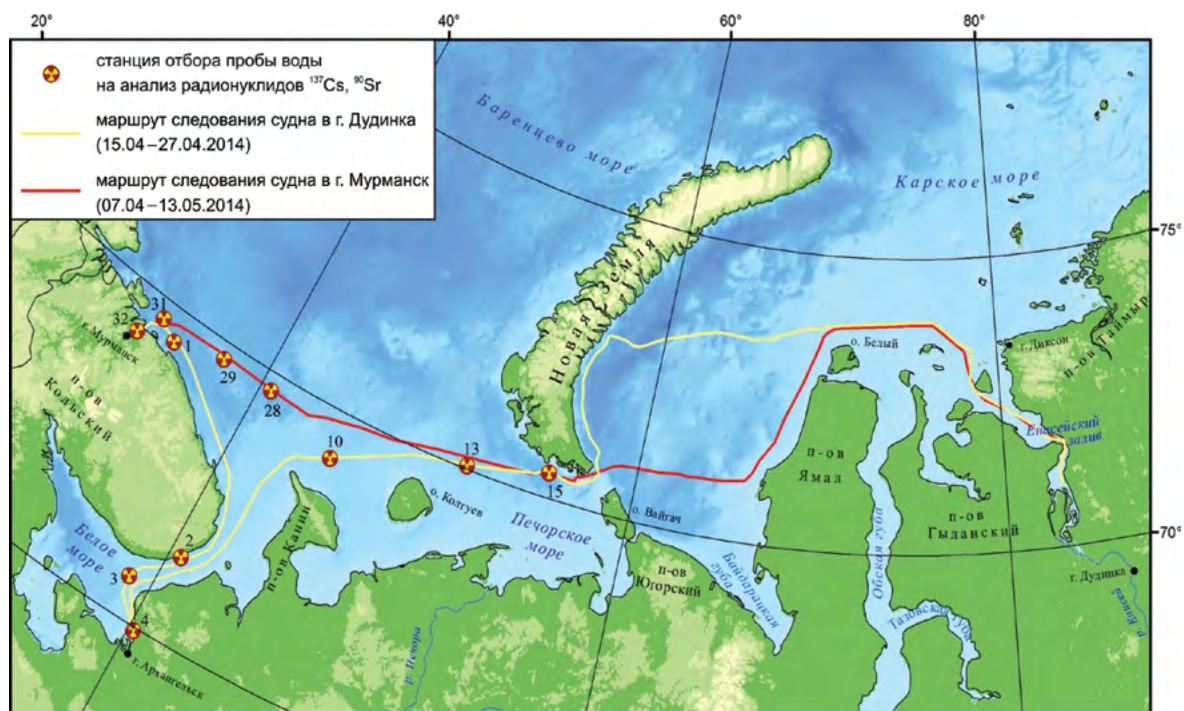 20°
40°
60°
80°
станция отбора пробы воды
на анализ радионуклидов ¹³⁷Cs, ⁹⁰Sr
маршрут следования судна в г. Дудинка
(15.04 – 27.04.2014)
маршрут следования судна в г. Мурманск
(07.04 – 13.05.2014)
Баренцево море
Карское море
75°
Новая Земля
п-ов Таймыр
г. Диксон
о. Белый
31
32
г. Мурманск
1
29
28
п-ов
Кольский
10
13
15
о. Колгуев
о. Вайгач
Печорское
море
п-ов Канин
Белое
море
2
3
4
г. Архангельск
р. Печора
п-ов
Югорский
Байдарацкая
губа
п-ов
Ямал
Обская губа
п-ов
Гыданский
Тазовская губа
Енисейский
залив
70°
г. Дудинка
р. Енисей